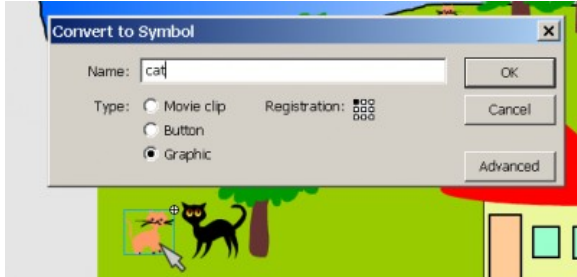 Convert to Symbol
Name: cat OK
Type: Movie clip Registration: Cancel
Button
Graphic
Advanced